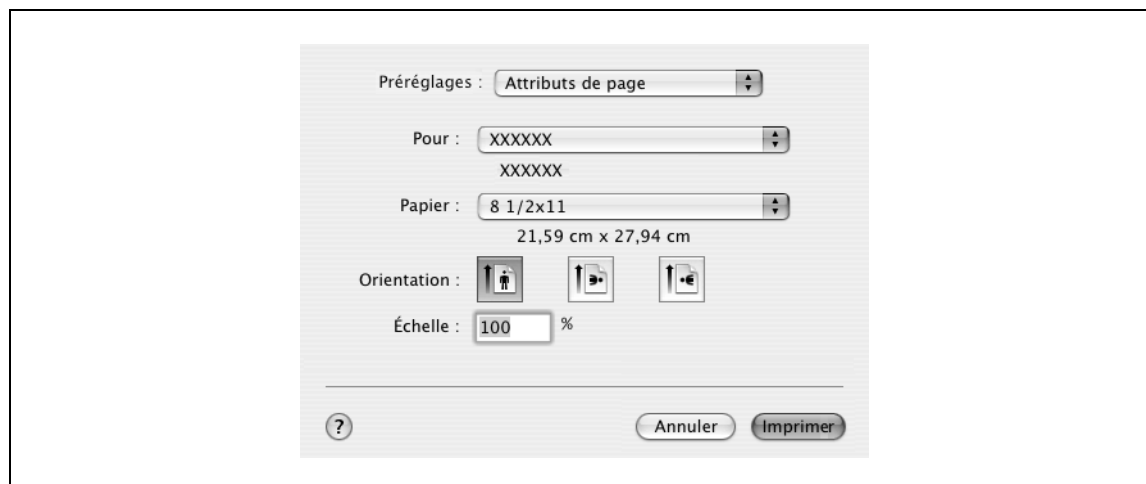 Préréglages : Attributs de page
Pour : XXXXXX
XXXXXX
Papier : 8 1/2x11
21,59 cm x 27,94 cm
Orientation :
Échelle : 100 %
? Annuler Imprimer